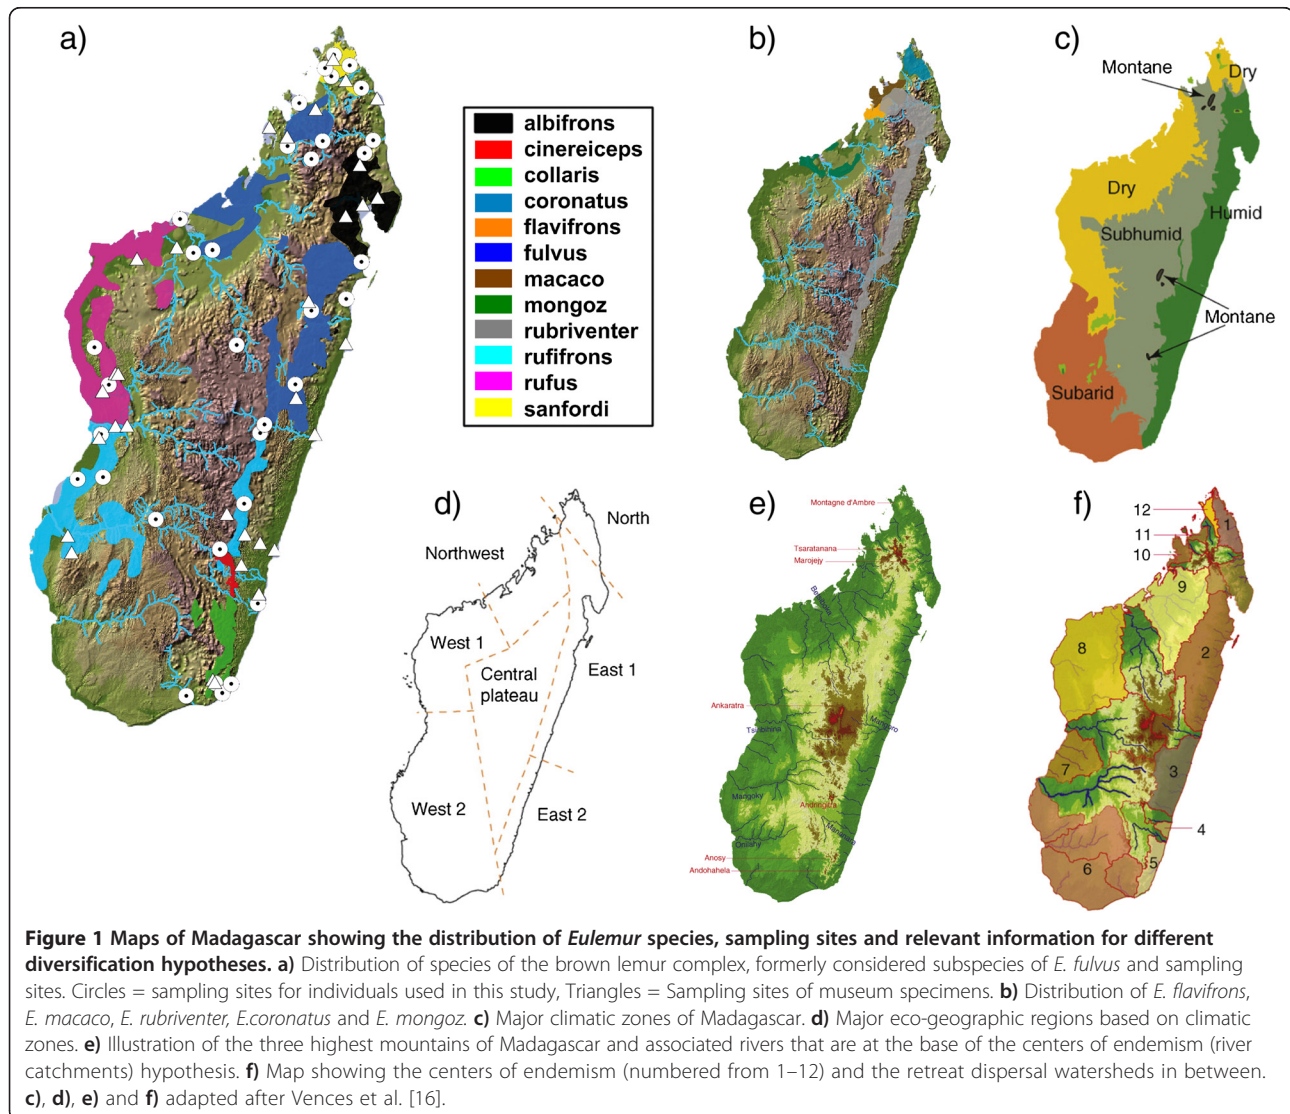 a)
b)
c)
albifrons
cinereiceps
collaris
coronatus
flavifrons
fulvus
macaco
mongoz
rubriventer
rufifrons
rufus
sanfordi
Montane
Dry
Dry
Humid
Subhumid
Montane
Subarid
d)
North
Northwest
West 1
Central
plateau
East 1
West 2
East 2
e)
Montagne d'Ambre
Tsaratanana
Marojejy
Ankaratra
Mangoro
Mangoky
Andringitra
Mananara
Onilahy
Anosy
Andohahela
f)
12
1
11
10
9
8
2
7
3
4
5
6
Figure 1 Maps of Madagascar showing the distribution of Eulemur species, sampling sites and relevant information for different
diversification hypotheses. a) Distribution of species of the brown lemur complex, formerly considered subspecies of E. fulvus and sampling
sites. Circles = sampling sites for individuals used in this study, Triangles = Sampling sites of museum specimens. b) Distribution of E. flavifrons,
E. macaco, E. rubriventer, E.coronatus and E. mongoz. c) Major climatic zones of Madagascar. d) Major eco-geographic regions based on climatic
zones. e) Illustration of the three highest mountains of Madagascar and associated rivers that are at the base of the centers of endemism (river
catchments) hypothesis. f) Map showing the centers of endemism (numbered from 1–12) and the retreat dispersal watersheds in between.
c), d), e) and f) adapted after Vences et al. [16].